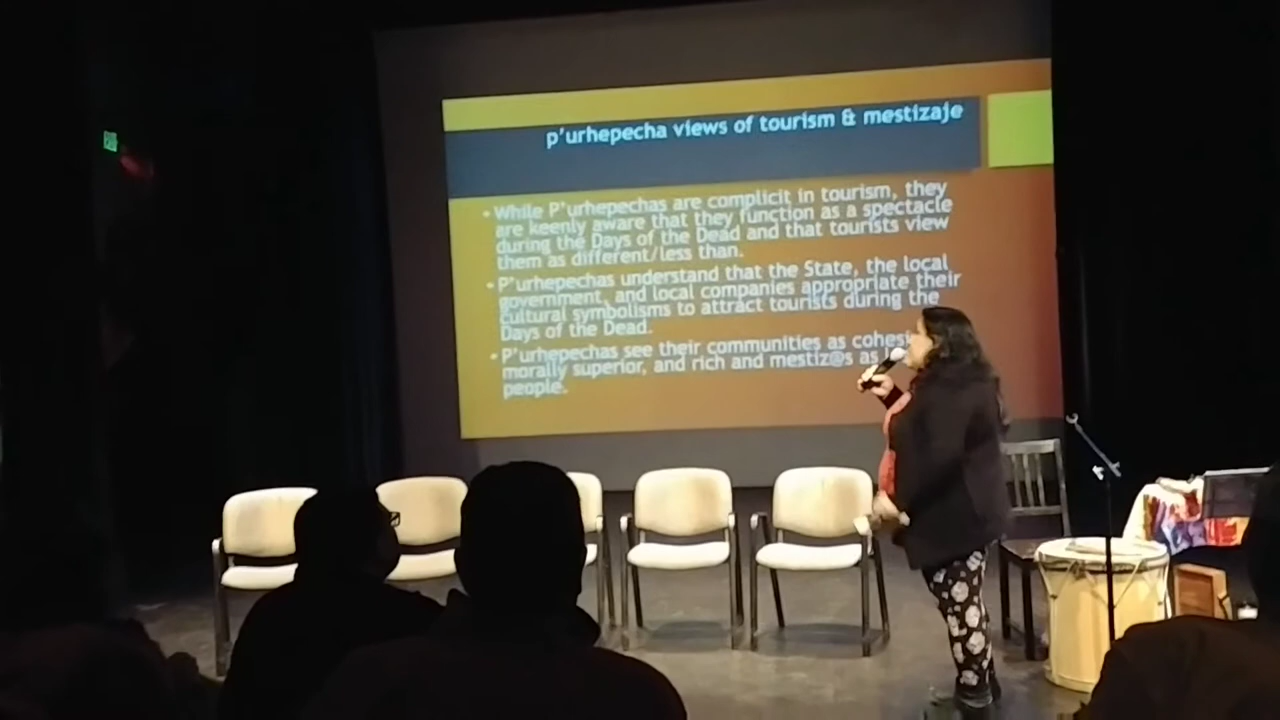 EXIT
p'urhepecha views of tourism & mestizaje
• While P'urhepechas are complicit in tourism, they
are keenly aware that they function as a spectacle
during the Days of the Dead and that tourists view
them as different/less than.
• P'urhepechas understand that the State, the local
government, and local companies appropriate their
cultural symbolisms to attract tourists during the
Days of the Dead.
• P'urhepechas see their communities as
morally superior, and rich and mestiz@s as
people.